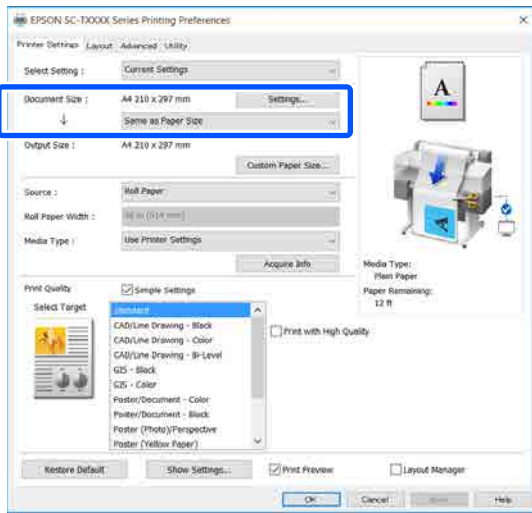 EPSON SC-TXXXX Series Printing Preferences
Printer Settings Layout Advanced Utility
Select Setting : Current Settings
Document Size : A4 210 x 297 mm Settings...
Same as Paper Size
Output Size : A4 210 x 297 mm
Custom Paper Size...
Source : Roll Paper
Roll Paper Width :
Media Type : Use Printer Settings
Acquire Info
A
Media Type:
Plain Paper
Paper Remaining:
12 ft
Print Quality Simple Settings
Select Target
Standard
CAD/Line Drawing - Black
CAD/Line Drawing - Color
CAD/Line Drawing - Bi-Level
GIS - Black
GIS - Color
Poster/Document - Color
Poster/Document - Black
Poster (Photo)/Perspective
Poster (Yellow Paper)
Print with High Quality
Restore Default Show Settings... Print Preview Layout Manager
OK Cancel Help